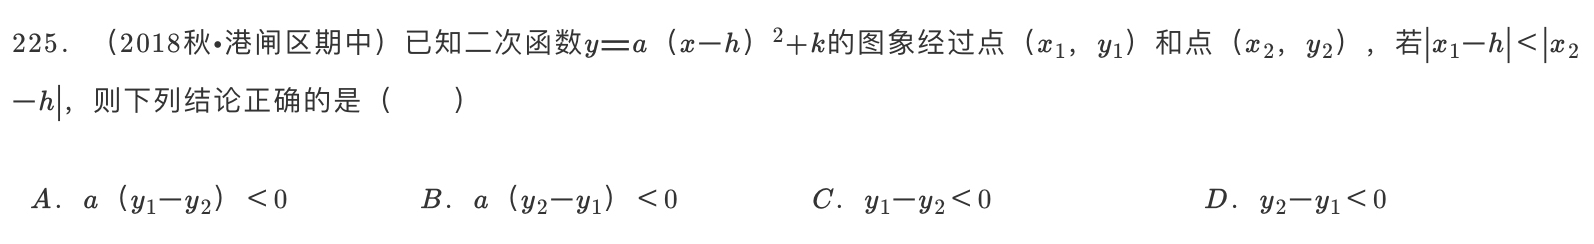 225. （2018秋•港闸区期中）已知二次函数y=a（x−h）²+k的图象经过点（x₁，y₁）和点（x₂，y₂），若|x₁−h|<|x₂
−h|，则下列结论正确的是（　　）
A. a（y₁−y₂）<0　　B. a（y₂−y₁）<0　　C. y₁−y₂<0　　D. y₂−y₁<0